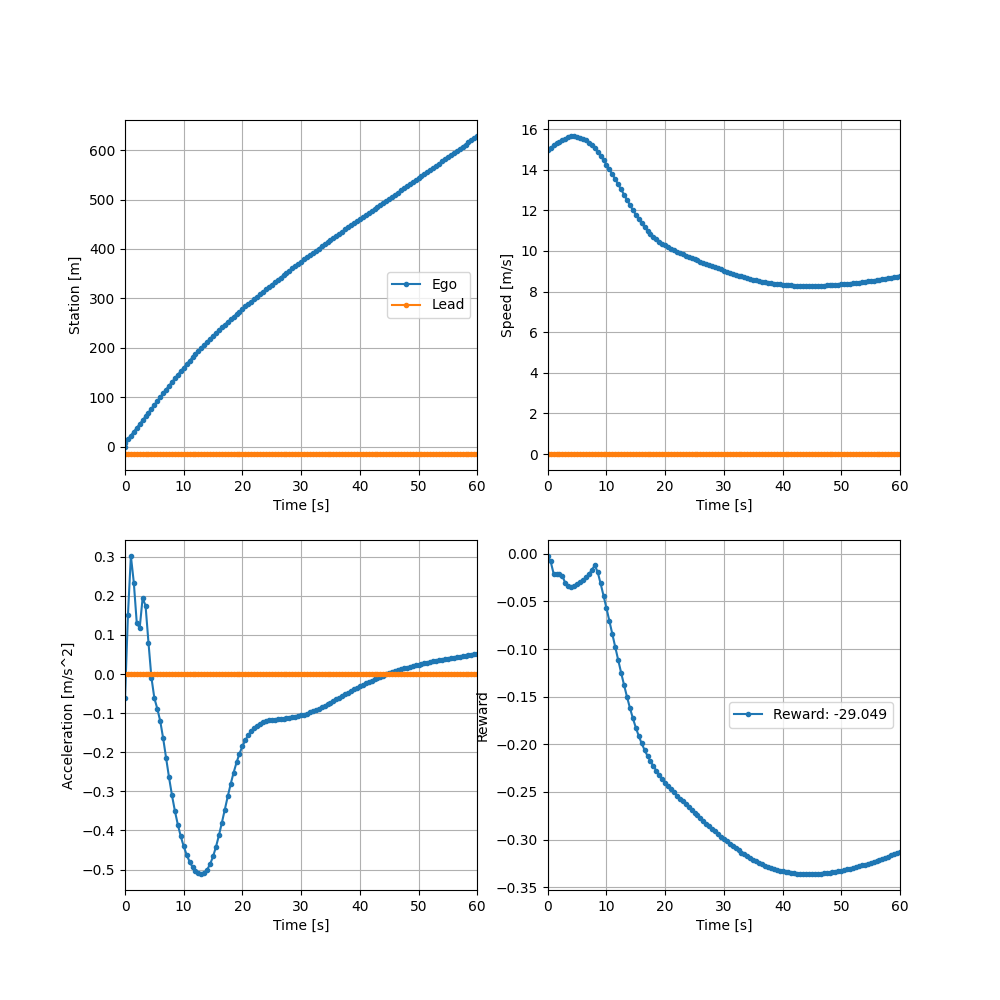 600
500
400
300
200
100
0
Station [m]
0 10 20 30 40 50 60
Time [s]
Ego
Lead
16
14
12
10
8
6
4
2
0
Speed [m/s]
0 10 20 30 40 50 60
Time [s]
0.3
0.2
0.1
0.0
−0.1
−0.2
−0.3
−0.4
−0.5
Acceleration [m/s^2]
0 10 20 30 40 50 60
Time [s]
0.00
−0.05
−0.10
−0.15
−0.20
−0.25
−0.30
−0.35
Reward
Reward: -29.049
0 10 20 30 40 50 60
Time [s]